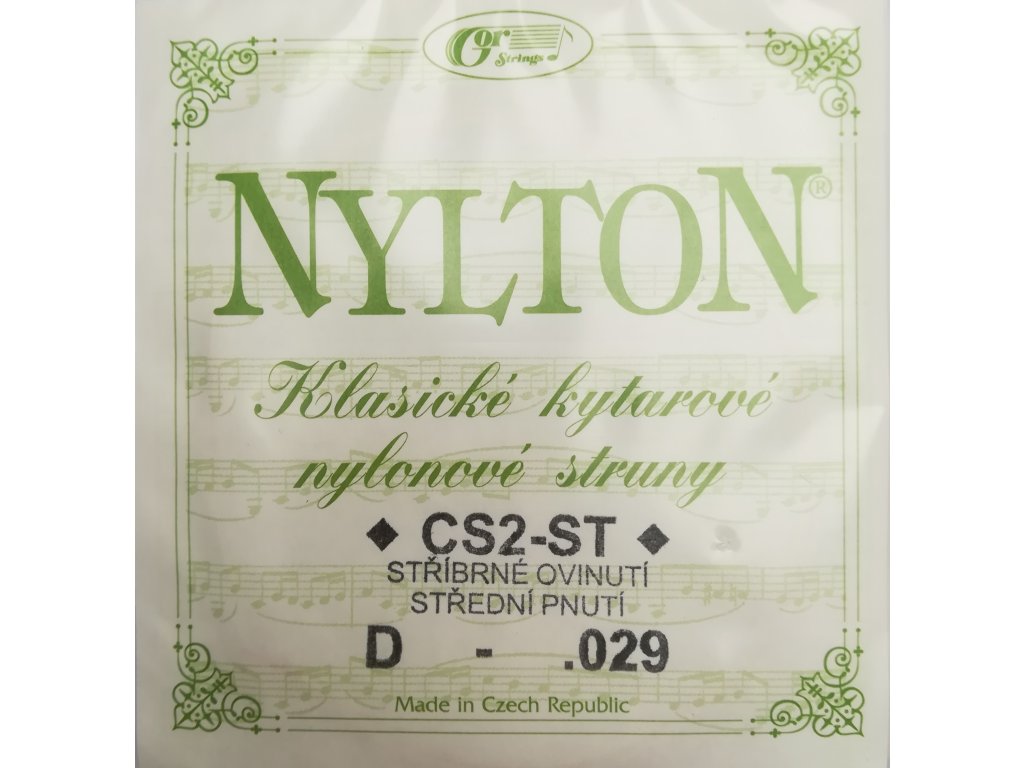 Gor
Strings
NYLTON®
Klasické kytarové
nylonové struny
◆ CS2-ST ◆
STŘÍBRNÉ OVINUTÍ
STŘEDNÍ PNUTÍ
D - .029
Made in Czech Republic